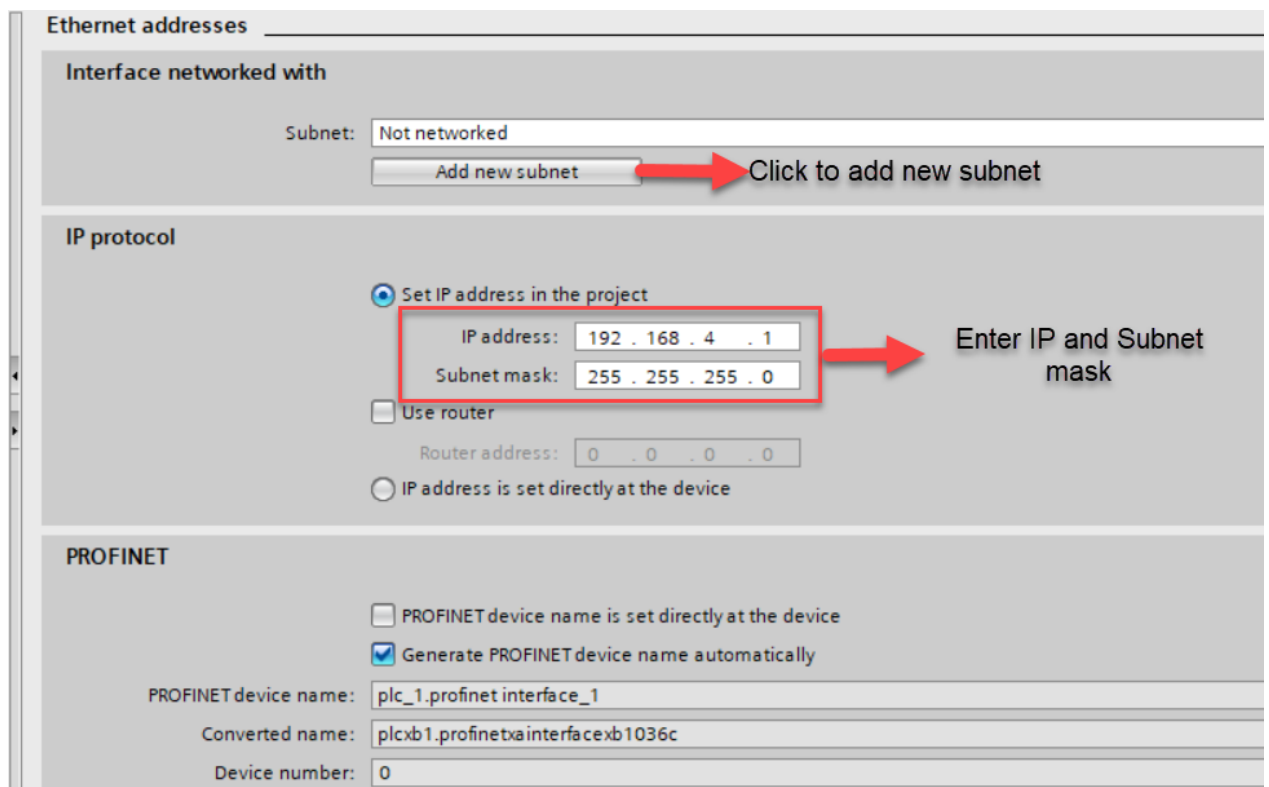 Ethernet addresses
Interface networked with
Subnet: Not networked
Add new subnet Click to add new subnet
IP protocol
Set IP address in the project
IP address: 192 . 168 . 4 . 1
Subnet mask: 255 . 255 . 255 . 0
Enter IP and Subnet
mask
Use router
Router address: 0 . 0 . 0 . 0
IP address is set directly at the device
PROFINET
PROFINET device name is set directly at the device
Generate PROFINET device name automatically
PROFINET device name: plc_1.profinet interface_1
Converted name: plcxb1.profinetxainterfacexb1036c
Device number: 0